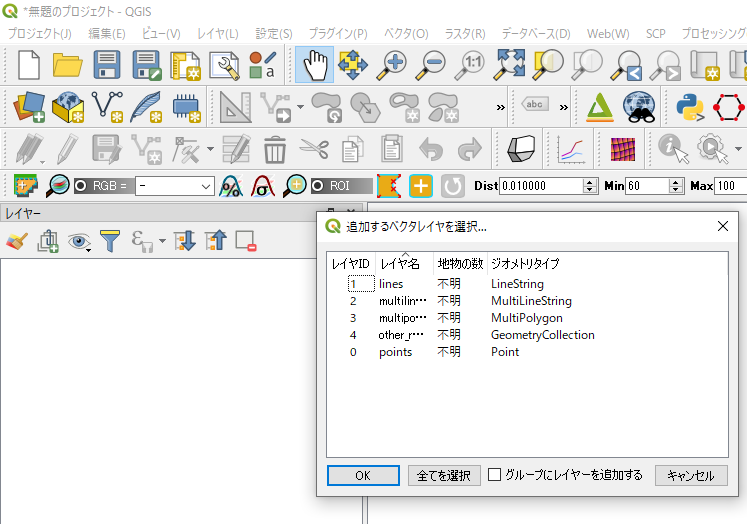 *無題のプロジェクト - QGIS
プロジェクト(J) 編集(E) ビュー(V) レイヤ(L) 設定(S) プラグイン(P) ベクタ(O) ラスタ(R) データベース(D) Web(W) SCP プロセッシング
1:1
abc
RGB = - ROI Dist 0.010000 Min 60 Max 100
レイヤー
追加するベクタレイヤを選択...
レイヤID レイヤ名 地物の数 ジオメトリタイプ
1 lines 不明 LineString
2 multilin… 不明 MultiLineString
3 multipo… 不明 MultiPolygon
4 other_r… 不明 GeometryCollection
0 points 不明 Point
OK 全てを選択 グループにレイヤーを追加する キャンセル